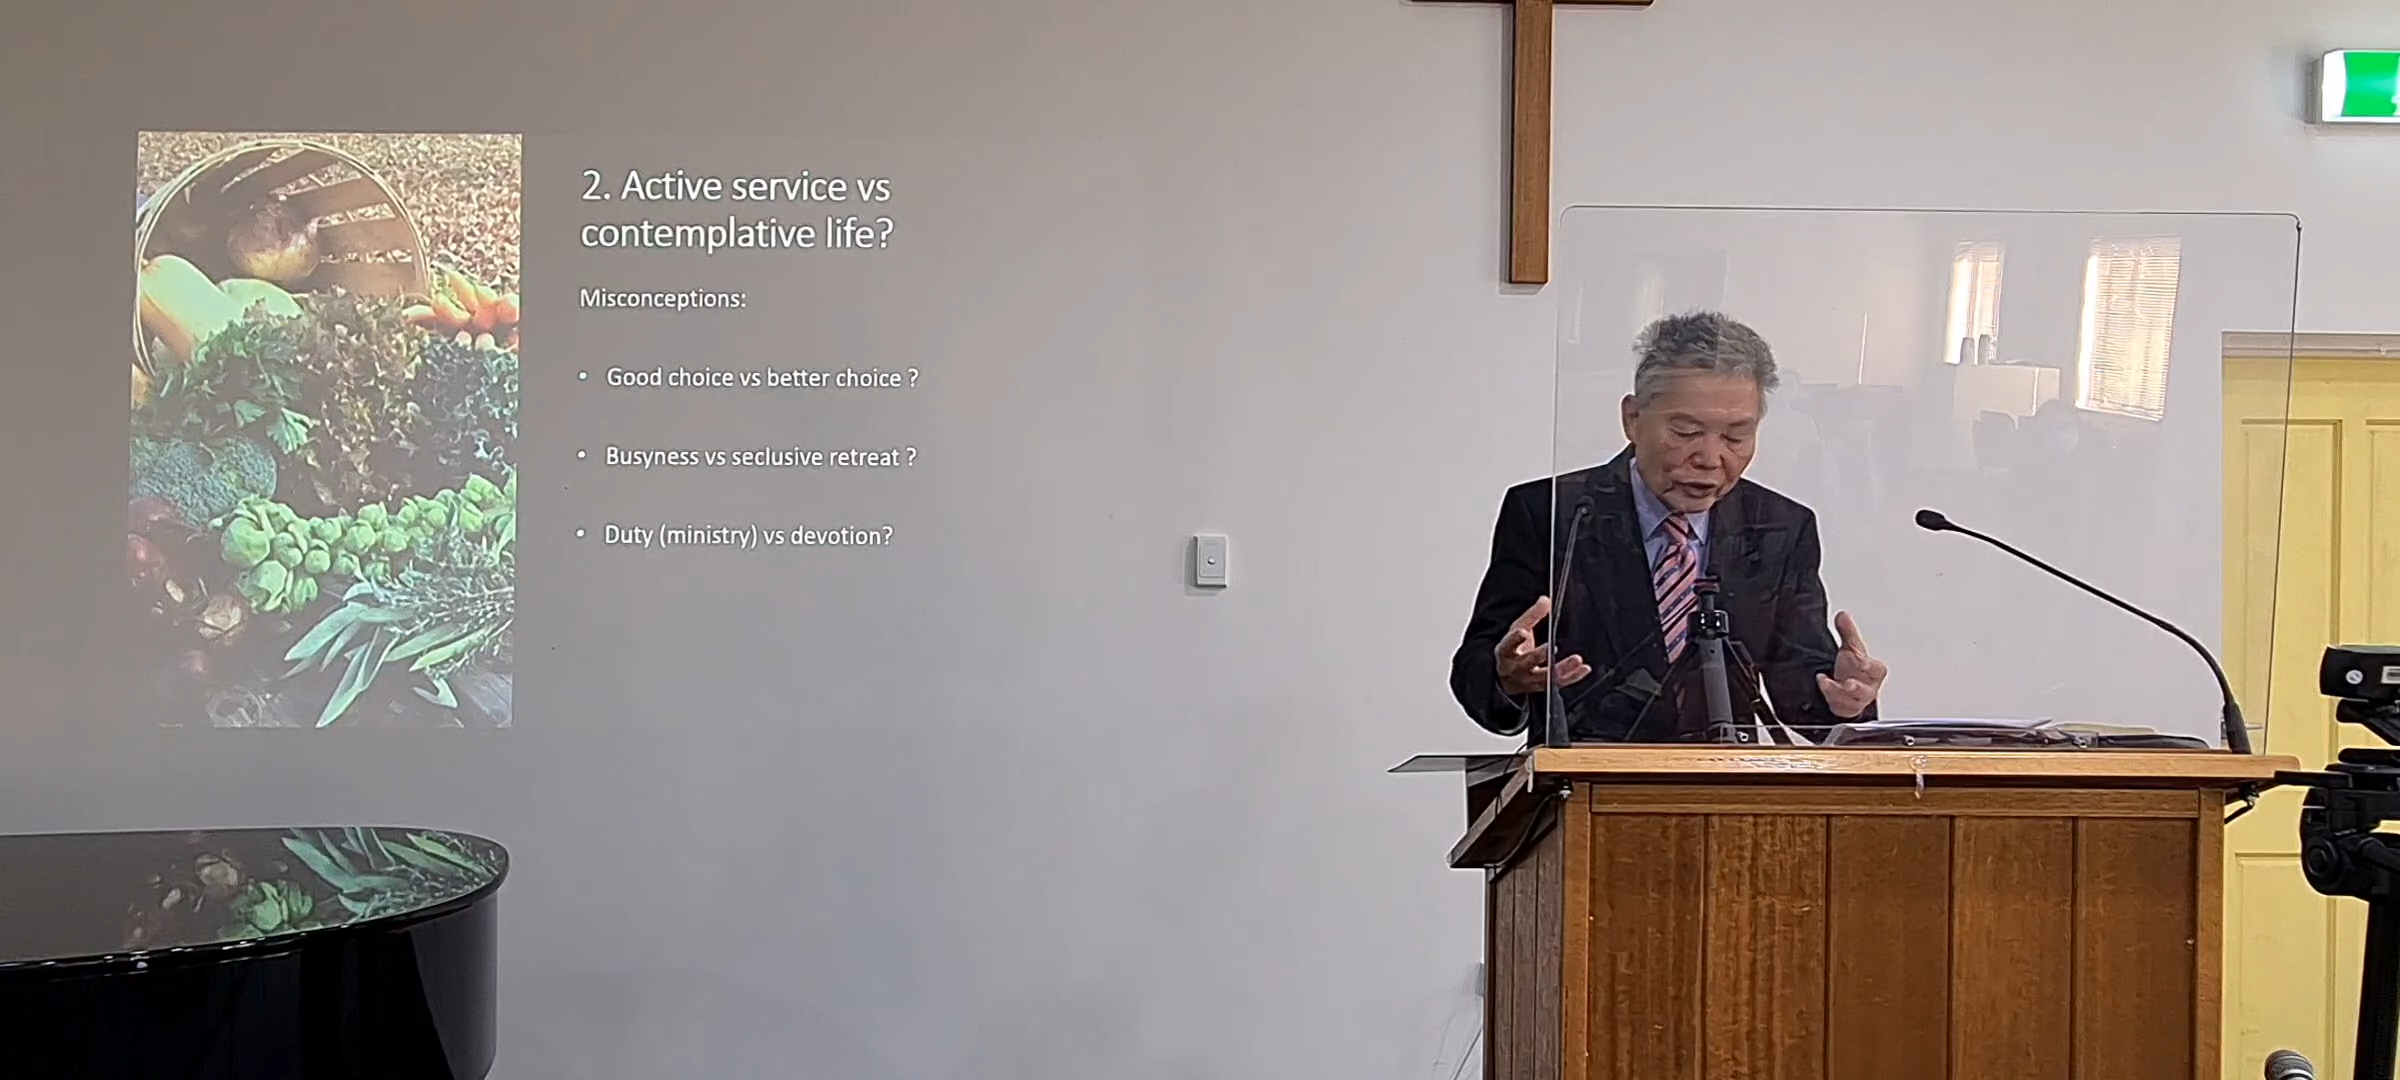 2. Active service vs
contemplative life?
Misconceptions:
• Good choice vs better choice ?
• Busyness vs seclusive retreat ?
• Duty (ministry) vs devotion?